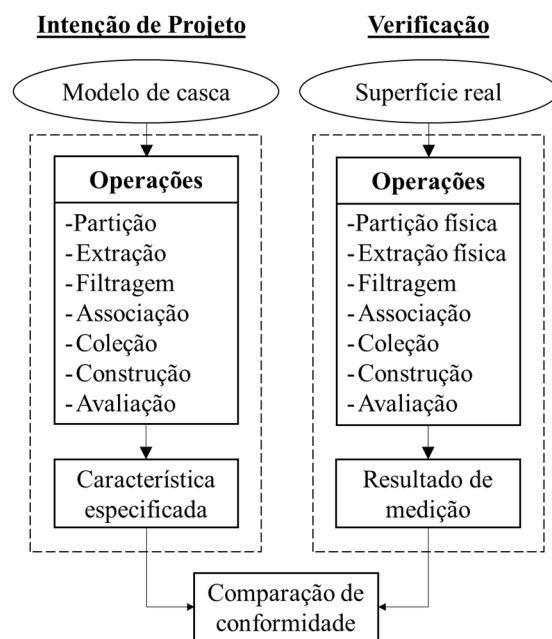 Intenção de Projeto
Modelo de casca
Operações
-Partição
-Extração
-Filtragem
-Associação
-Coleção
-Construção
-Avaliação
Característica
especificada
Verificação
Superfície real
Operações
-Partição física
-Extração física
-Filtragem
-Associação
-Coleção
-Construção
-Avaliação
Resultado de
medição
Comparação de
conformidade